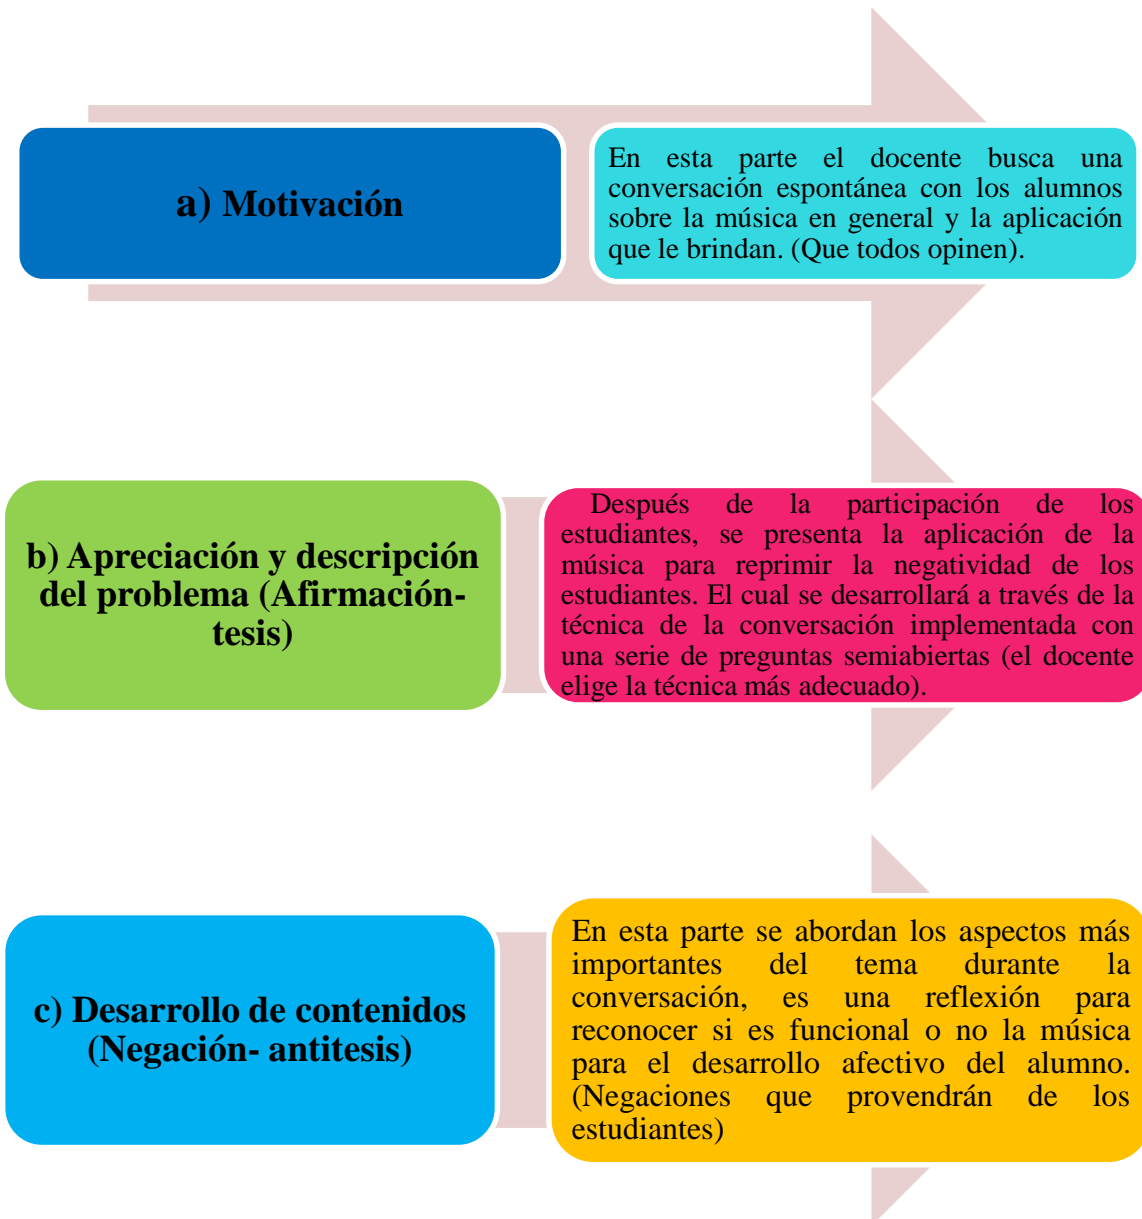 a) Motivación
En esta parte el docente busca una
conversación espontánea con los alumnos
sobre la música en general y la aplicación
que le brindan. (Que todos opinen).
b) Apreciación y descripción
del problema (Afirmación-
tesis)
Después de la participación de los
estudiantes, se presenta la aplicación de la
música para reprimir la negatividad de los
estudiantes. El cual se desarrollará a través de la
técnica de la conversación implementada con
una serie de preguntas semiabiertas (el docente
elige la técnica más adecuado).
c) Desarrollo de contenidos
(Negación- antitesis)
En esta parte se abordan los aspectos más
importantes del tema durante la
conversación, es una reflexión para
reconocer si es funcional o no la música
para el desarrollo afectivo del alumno.
(Negaciones que provendrán de los
estudiantes)